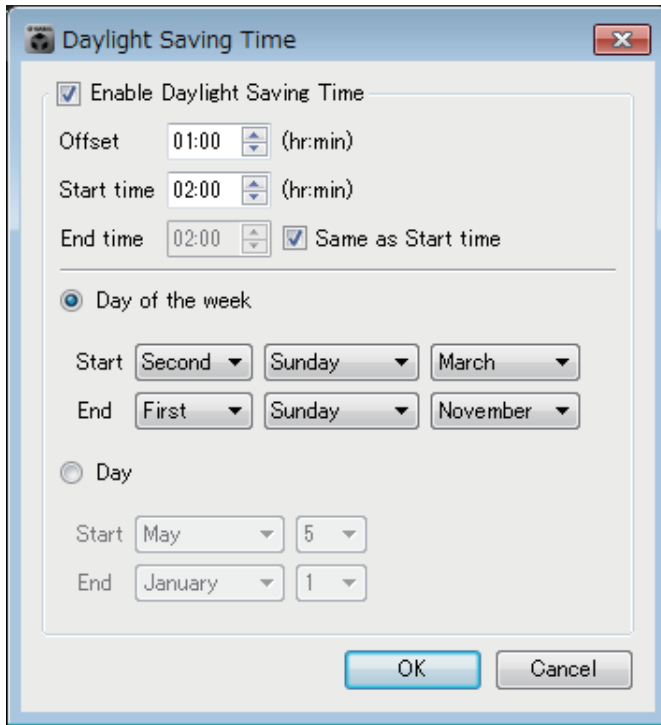 Daylight Saving Time
Enable Daylight Saving Time
Offset 01:00 (hr:min)
Start time 02:00 (hr:min)
End time 02:00 Same as Start time
Day of the week
Start Second Sunday March
End First Sunday November
Day
Start May 5
End January 1
OK Cancel